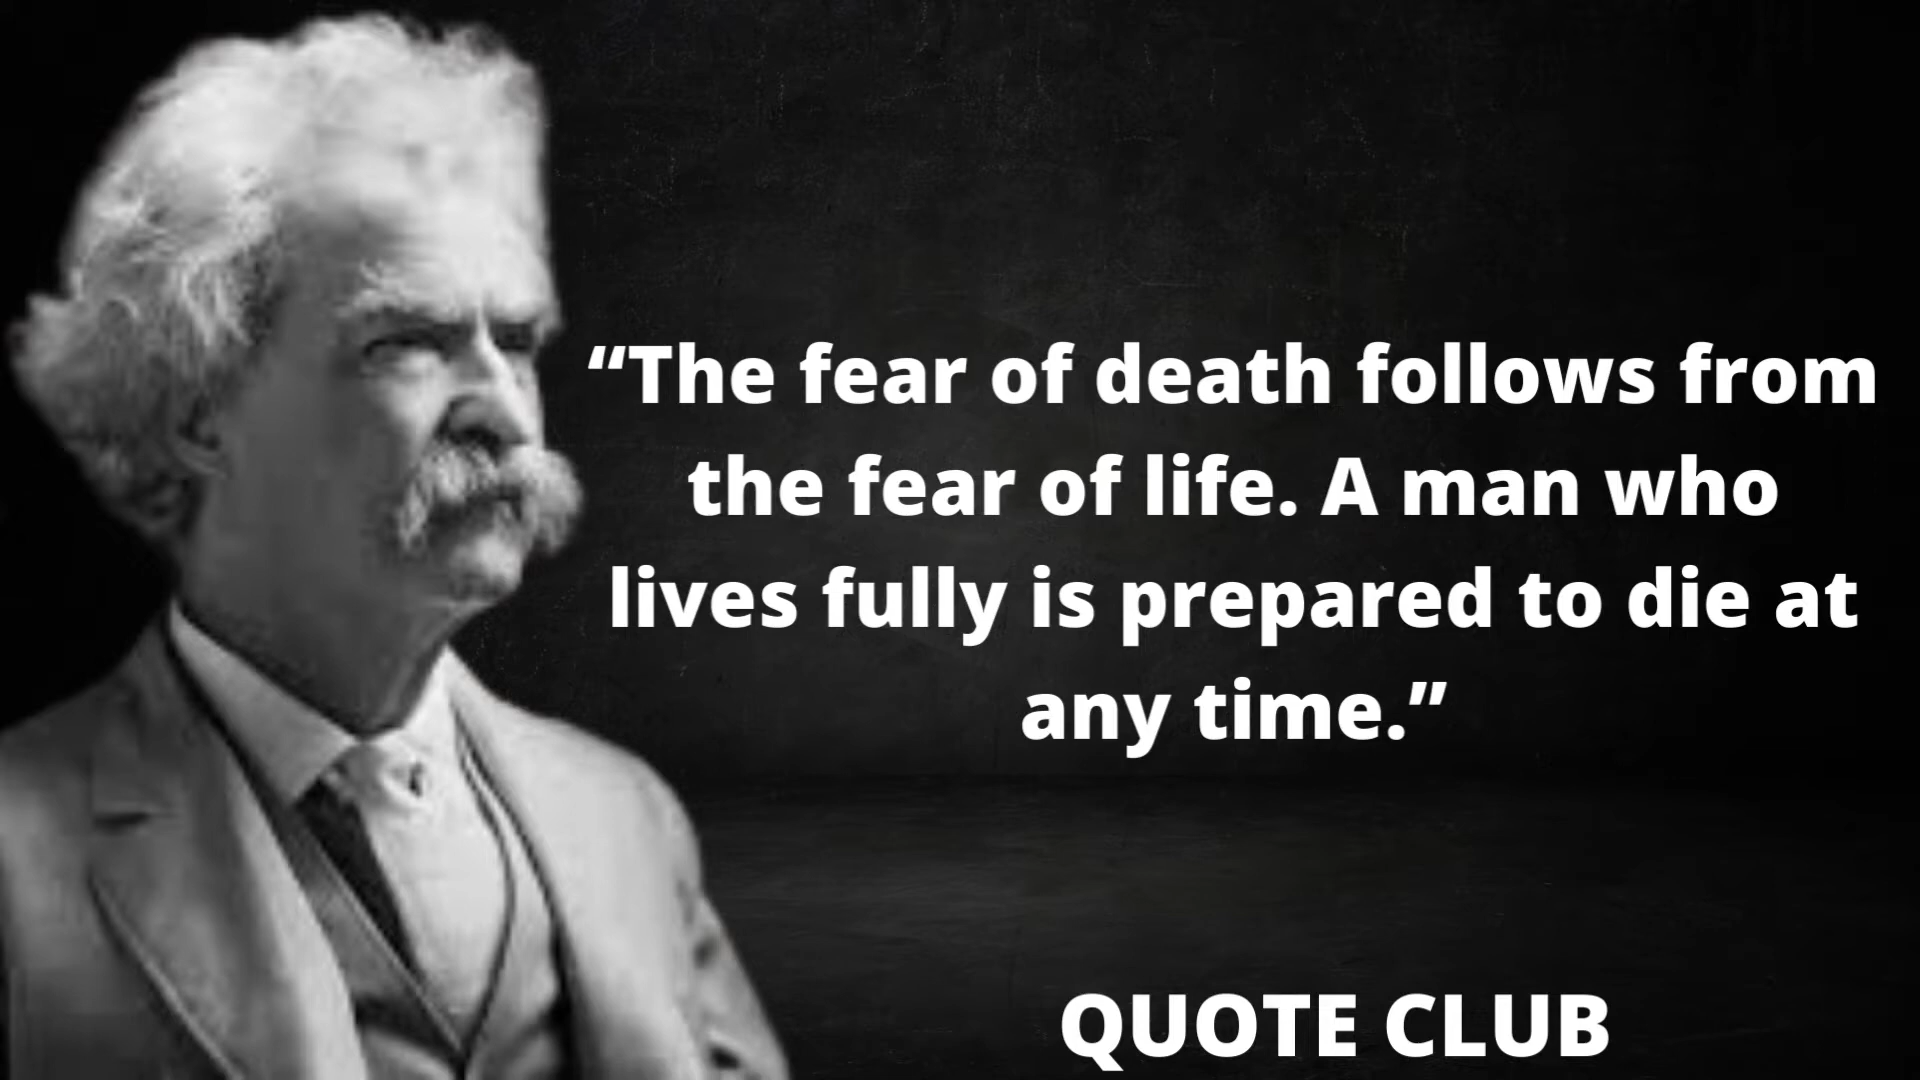 “The fear of death follows from
the fear of life. A man who
lives fully is prepared to die at
any time.”
QUOTE CLUB